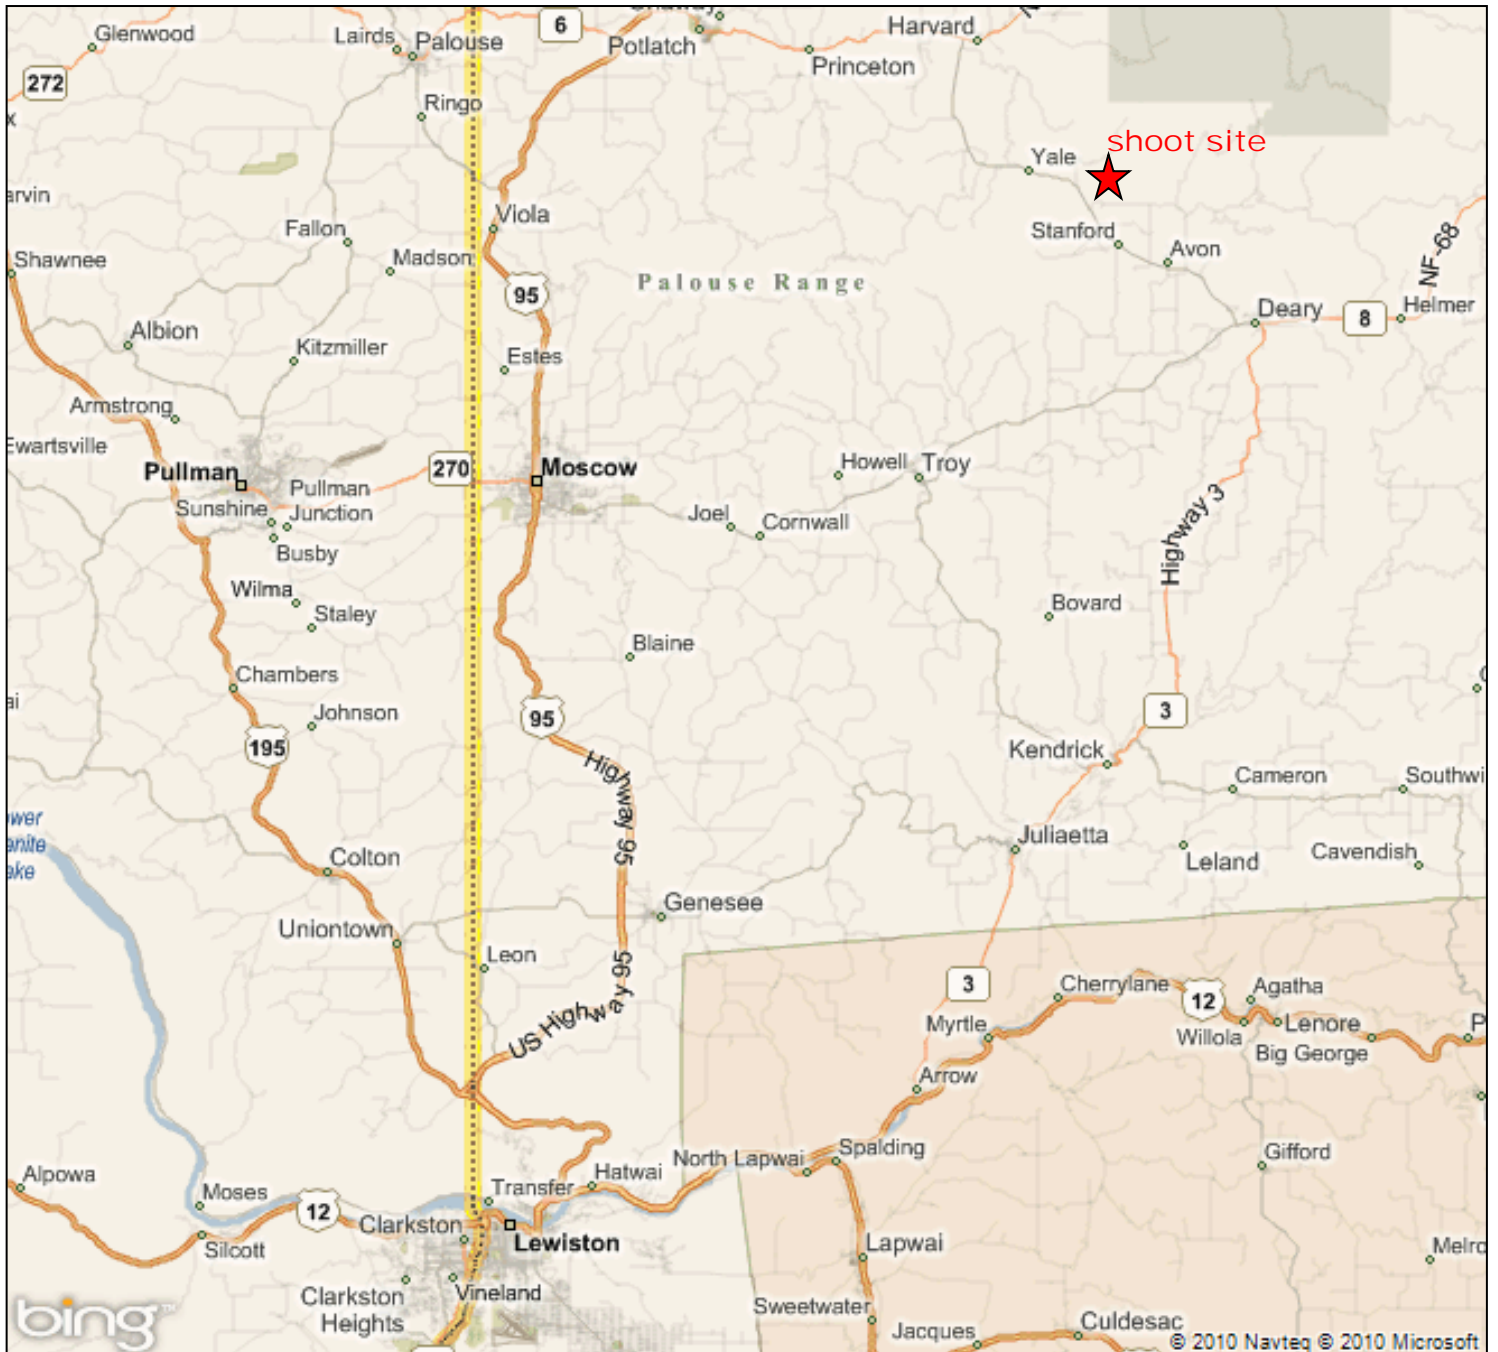 Glenwood
272
Lairds
Palouse
6
Potlatch
Harvard
Princeton
Ringo
shoot site
Yale
Viola
Fallon
Madson
Shawnee
Stanford
Avon
NF-68
Palouse Range
95
Deary
8
Helmer
Albion
Kitzmiller
Estes
Armstrong
Ewartsville
Pullman
270
Moscow
Howell
Troy
Pullman
Junction
Sunshine
Busby
Joel
Cornwall
Highway 3
Wilma
Staley
Bovard
Blaine
Chambers
Johnson
195
95
3
Highway 95
Kendrick
Cameron
Southwi
Juliaetta
Leland
Cavendish
Colton
Genesee
Uniontown
Leon
US Highway 95
3
Cherrylane
12
Agatha
Myrtle
Willola
Lenore
Big George
Arrow
Spalding
North Lapwai
Gifford
Alpowa
Hatwai
Moses
Transfer
12
Clarkston
Lewiston
Silcott
Lapwai
Melro
Vineland
Clarkston
Heights
Sweetwater
Jacques
Culdesac
bing™
© 2010 Navteq © 2010 Microsoft